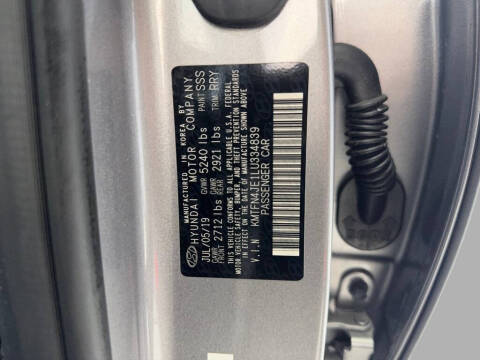 MANUFACTURED IN KOREA BY
HYUNDAI MOTOR COMPANY
JUL/05/19 GVWR 5240 lbs PAINT SSS
GAWR FRONT 2712 lbs GAWR REAR 2921 lbs TRIM RRY
THIS VEHICLE CONFORMS TO ALL APPLICABLE U.S.A. FEDERAL
MOTOR VEHICLE SAFETY, BUMPER, AND THEFT PREVENTION
STANDARDS IN EFFECT ON THE DATE OF MANUFACTURE
SHOWN ABOVE
V.I.N KMTFN4JE1LU334839
PASSENGER CAR